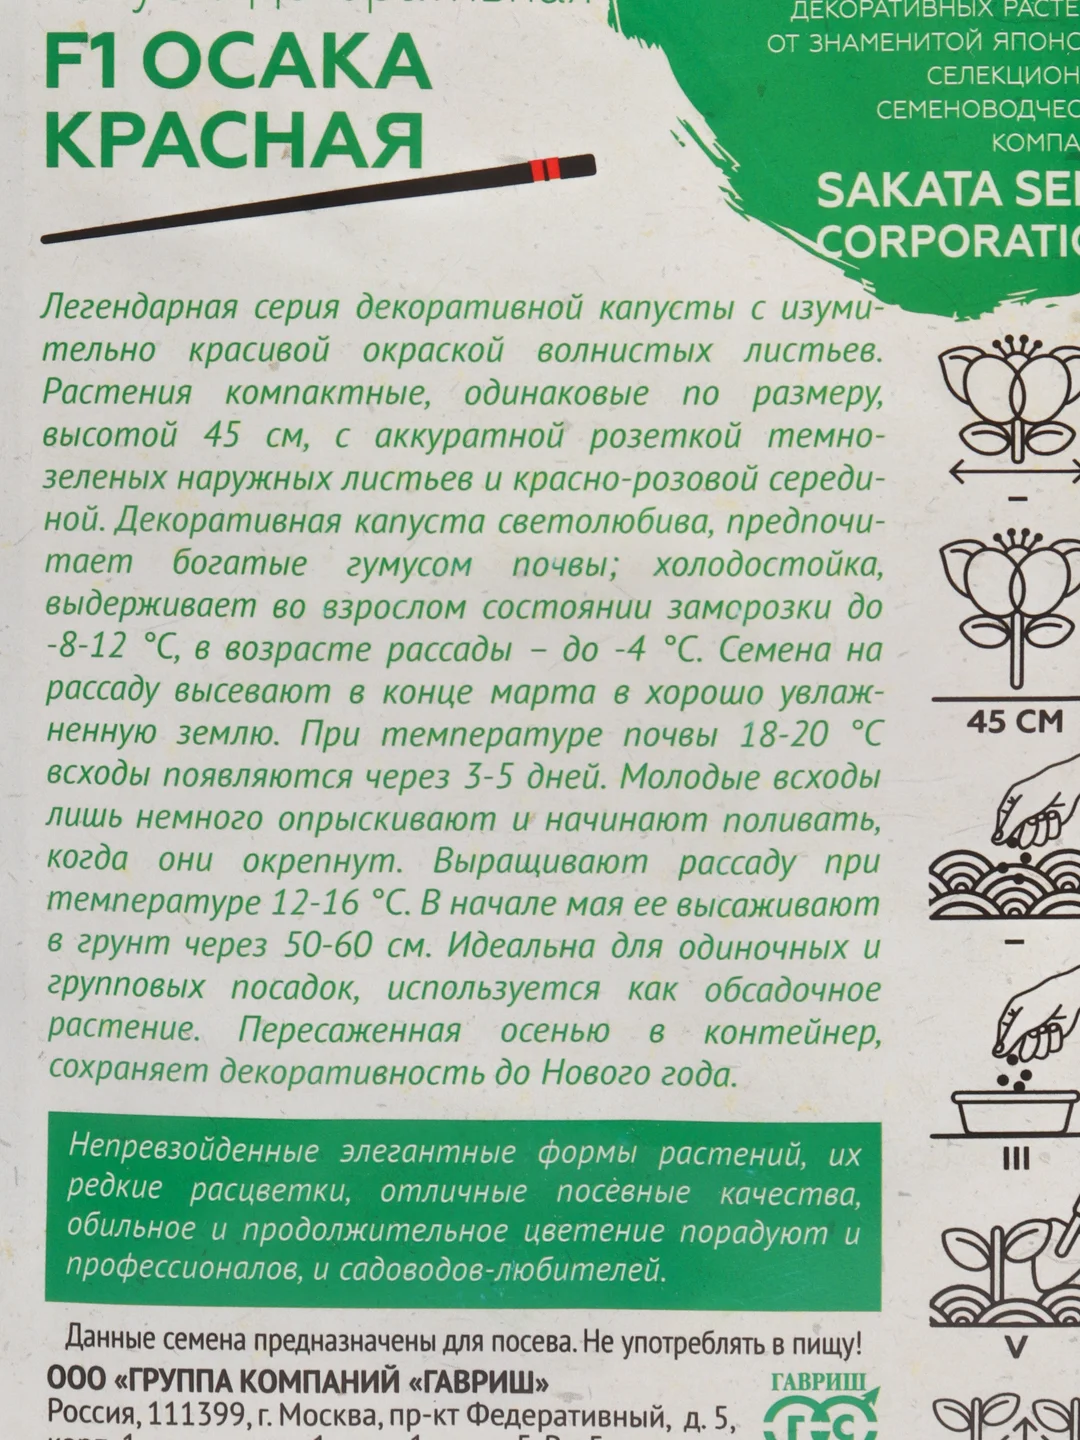 F1 ОСАКА
КРАСНАЯ
ДЕКОРАТИВНЫХ
ОТ ЗНАМЕНИТОЙ
SAKATA
Легендарная серия декоративной капусты с изуми-
тельно красивой окраской волнистых листьев.
Растения компактные, одинаковые по размеру,
высотой 45 см, с аккуратной розеткой темно-
зеленых наружных листьев и красно-розовой середи-
ной. Декоративная капуста светолюбива, предпочи-
тает богатые гумусом почвы; холодостойка,
выдерживает во взрослом состоянии заморозки до
-8-12 °С, в возрасте рассады – до -4 °С. Семена на
рассаду высевают в конце марта в хорошо увлаж-
ненную землю. При температуре почвы 18-20 °С
всходы появляются через 3-5 дней. Молодые всходы
лишь немного опрыскивают и начинают поливать,
когда они окрепнут. Выращивают рассаду при
температуре 12-16 °С. В начале мая ее высаживают
в грунт через 50-60 см. Идеальна для одиночных и
групповых посадок, используется как обсадочное
растение. Пересаженная осенью в контейнер,
сохраняет декоративность до Нового года.
–
45 СМ
–
III
V
Непревзойденные элегантные формы растений, их
редкие расцветки, отличные посевные качества,
обильное и продолжительное цветение порадуют и
профессионалов, и садоводов-любителей.
Данные семена предназначены для посева. Не употреблять в пищу!
ООО «ГРУППА КОМПАНИЙ «ГАВРИШ»
Россия, 111399, г. Москва, пр-кт Федеративный, д. 5,
ГАВРИШ
Г С